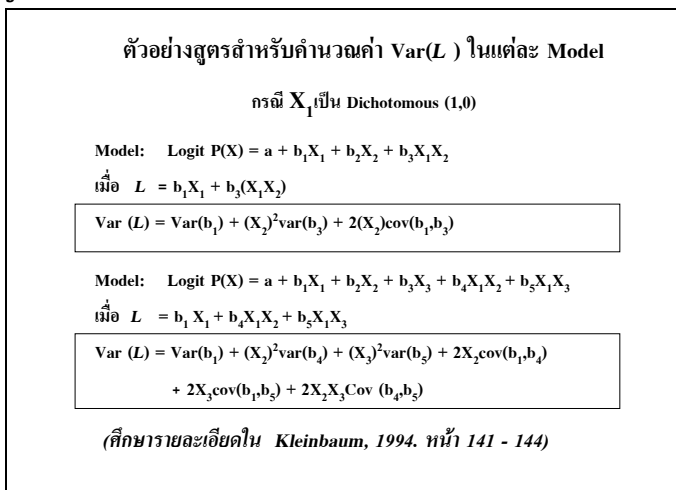 ตัวอย่างสูตรสำหรับคำนวณค่า Var(L ) ในแต่ละ Model
กรณี X₁เป็น Dichotomous (1,0)
Model: Logit P(X) = a + b₁X₁ + b₂X₂ + b₃X₁X₂
เมื่อ L = b₁X₁ + b₃(X₁X₂)
Var (L) = Var(b₁) + (X₂)²var(b₃) + 2(X₂)cov(b₁,b₃)
Model: Logit P(X) = a + b₁X₁ + b₂X₂ + b₃X₃ + b₄X₁X₂ + b₅X₁X₃
เมื่อ L = b₁ X₁ + b₄X₁X₂ + b₅X₁X₃
Var (L) = Var(b₁) + (X₂)²var(b₄) + (X₃)²var(b₅) + 2X₂cov(b₁,b₄)
+ 2X₃cov(b₁,b₅) + 2X₂X₃Cov (b₄,b₅)
(ศึกษารายละเอียดใน Kleinbaum, 1994. หน้า 141 - 144)